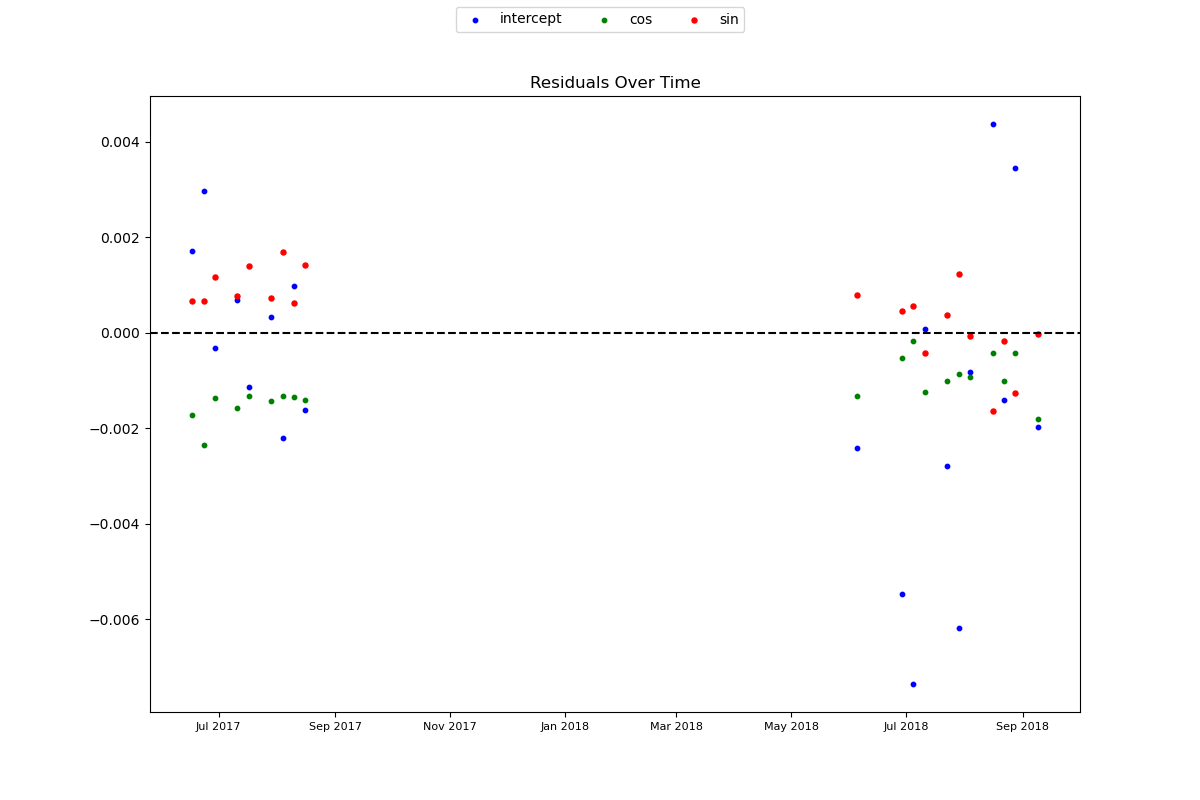 intercept cos sin
Residuals Over Time
0.004
0.002
0.000
−0.002
−0.004
−0.006
Jul 2017 Sep 2017 Nov 2017 Jan 2018 Mar 2018 May 2018 Jul 2018 Sep 2018